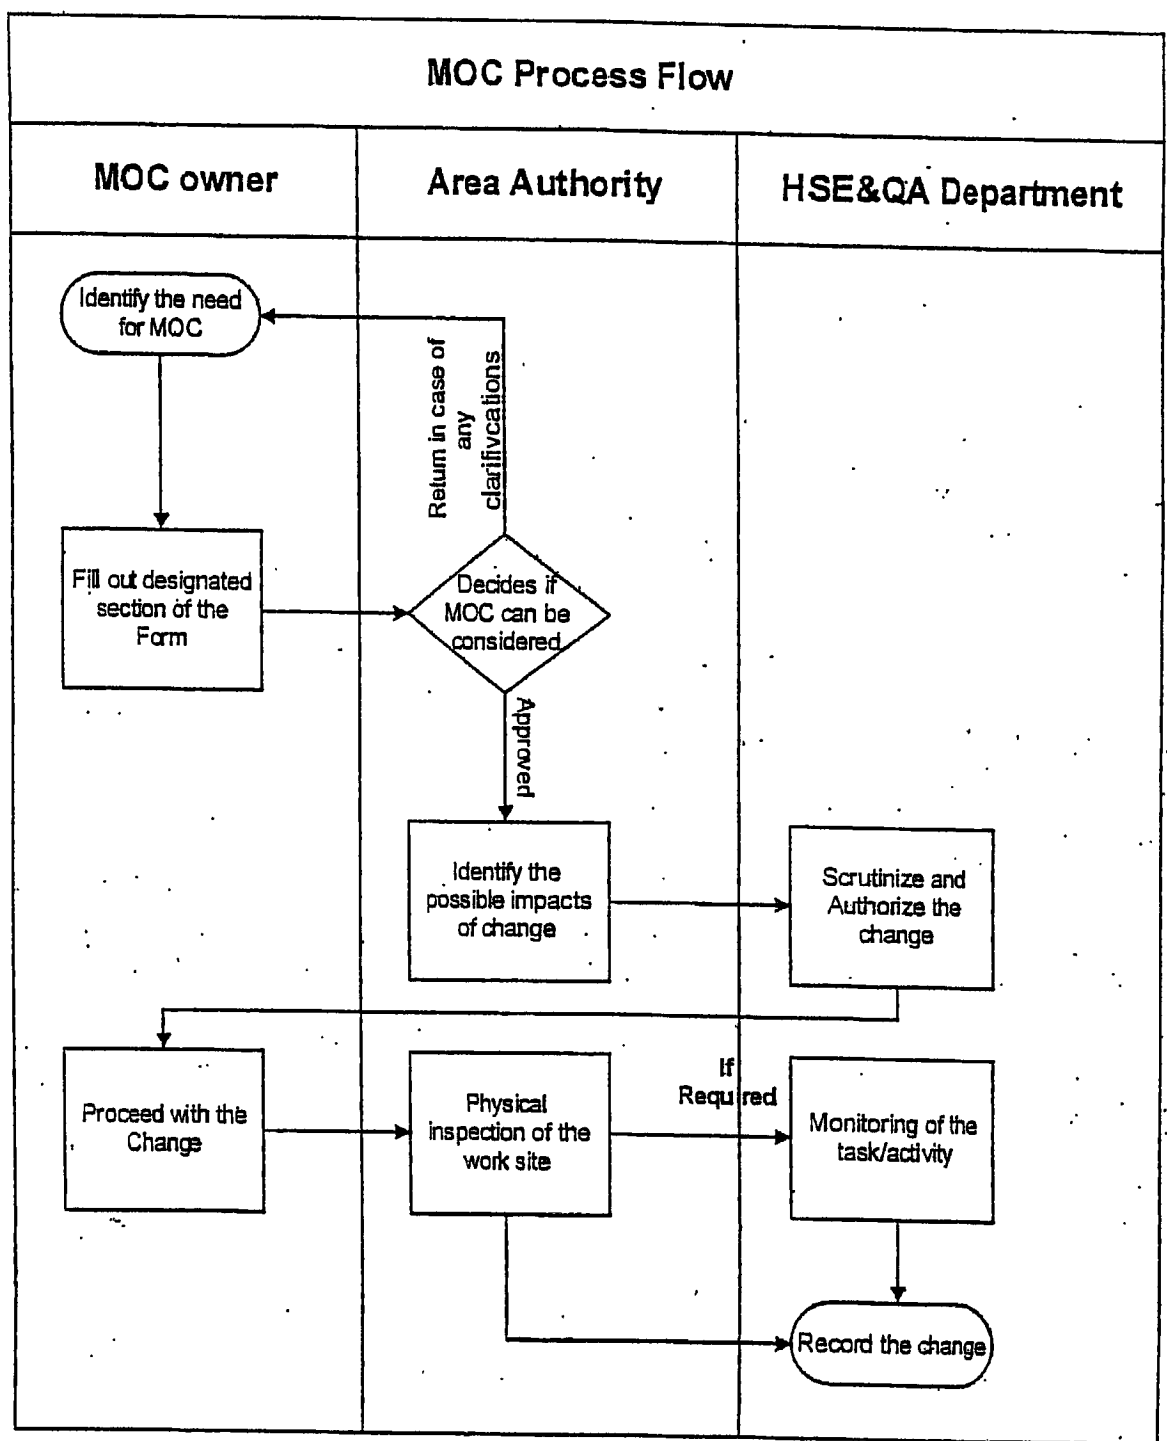 MOC Process Flow
MOC owner
Area Authority
HSE&QA Department
Identify the need
for MOC
Return in case of
any
clarifivcations
Fill out designated
section of the
Form
Decides if
MOC can be
considered
Approved
Identify the
possible impacts
of change
Scrutinize and
Authorize the
change
Proceed with the
Change
Physical
inspection of the
work site
If
Required
Monitoring of the
task/activity
Record the change